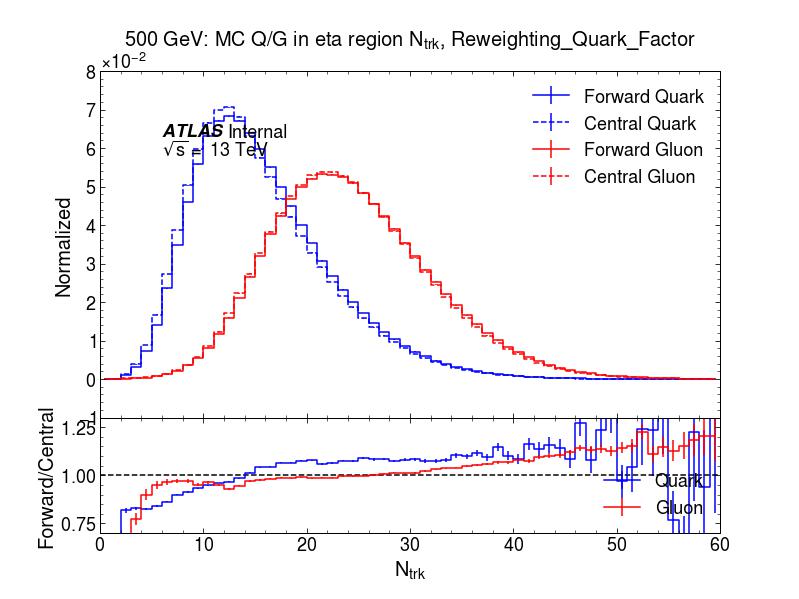 500 GeV: MC Q/G in eta region N_trk, Reweighting_Quark_Factor
×10⁻²
8
7
6
5
4
3
2
1
0
1
Normalized
ATLAS Internal
√s = 13 TeV
Forward Quark
Central Quark
Forward Gluon
Central Gluon
1.25
1.00
0.75
Forward/Central
Quark
Gluon
0 10 20 30 40 50 60
N_trk